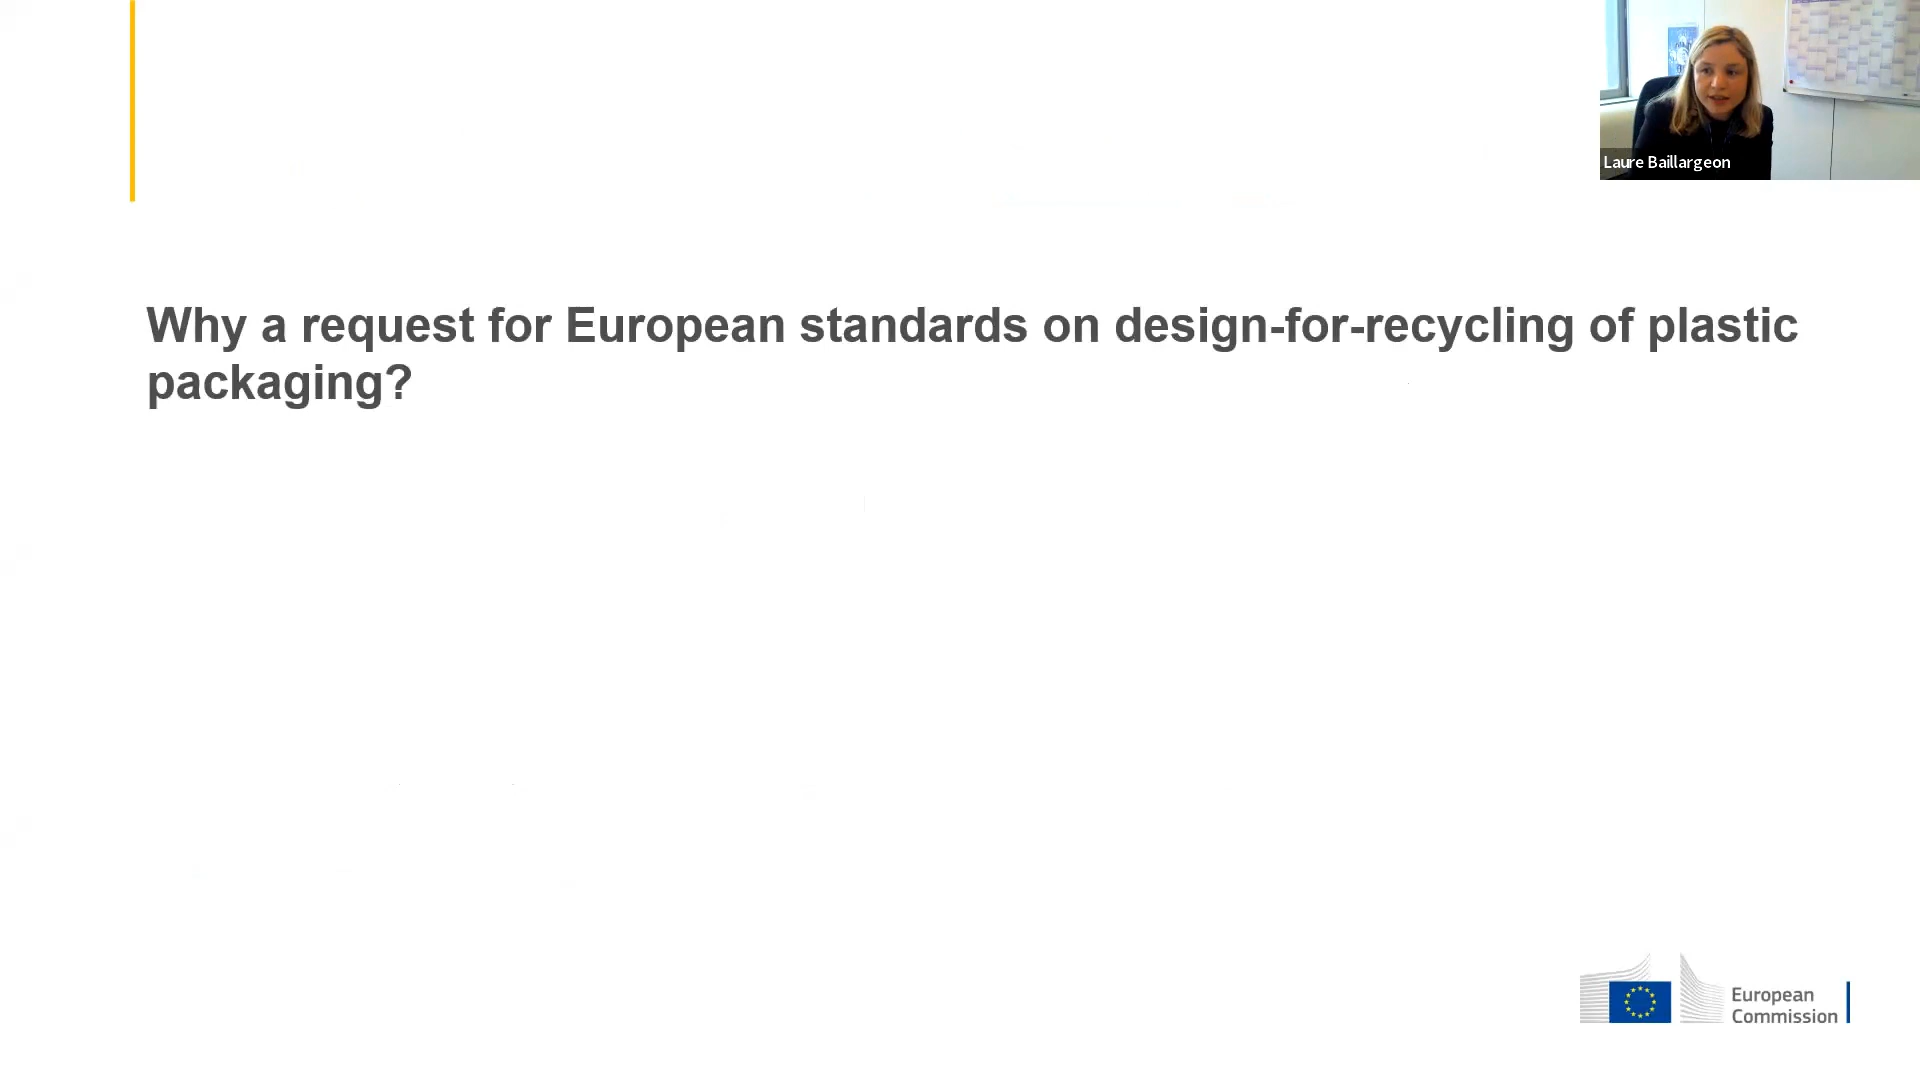 Laure Baillargeon
Why a request for European standards on design-for-recycling of plastic
packaging?
European
Commission